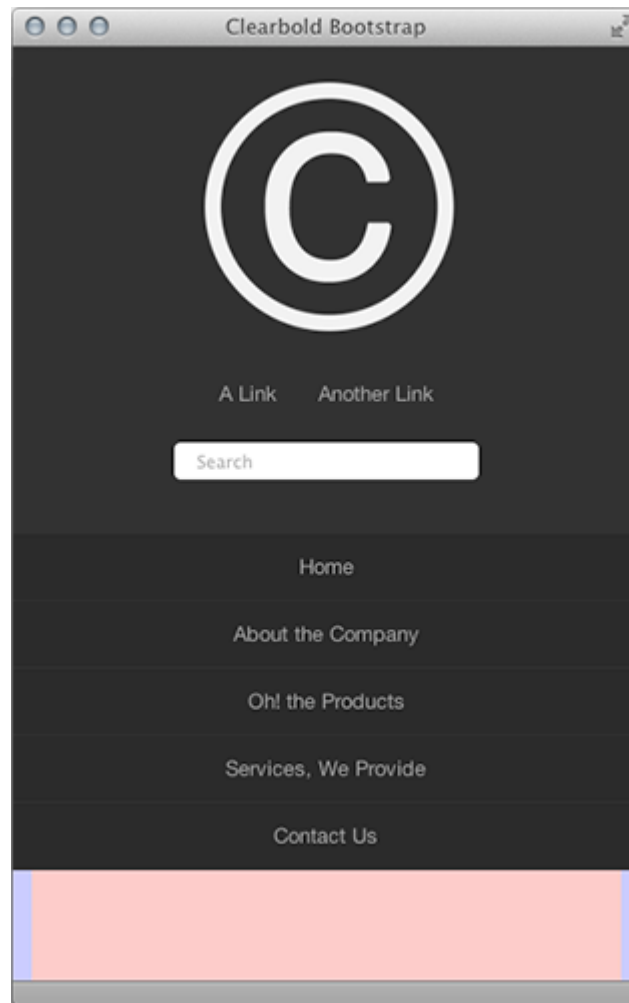 Clearbold Bootstrap
©
A Link Another Link
Search
Home
About the Company
Oh! the Products
Services, We Provide
Contact Us